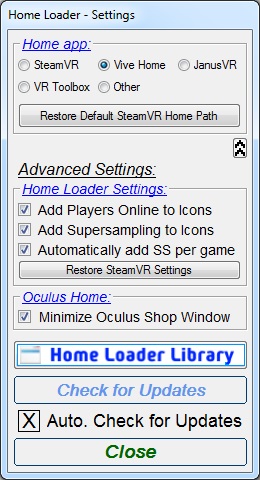 Home Loader - Settings
Home app:
SteamVR Vive Home JanusVR
VR Toolbox Other
Restore Default SteamVR Home Path
Advanced Settings:
Home Loader Settings:
Add Players Online to Icons
Add Supersampling to Icons
Automatically add SS per game
Restore SteamVR Settings
Oculus Home:
Minimize Oculus Shop Window
Home Loader Library
Check for Updates
X Auto. Check for Updates
Close